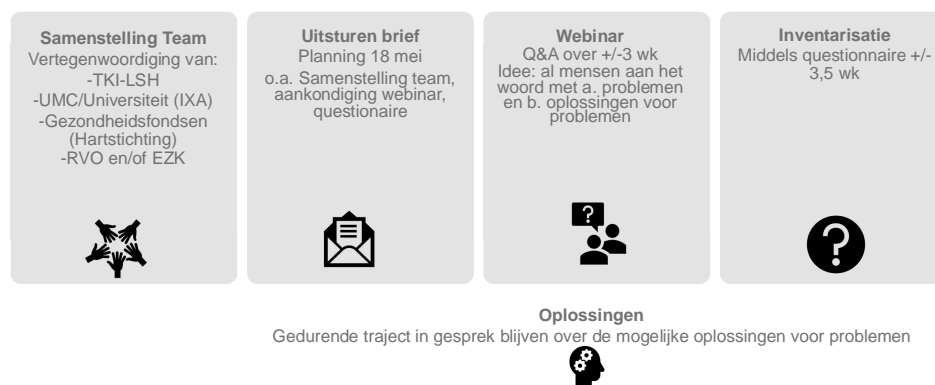 Samenstelling Team
Vertegenwoordiging van:
-TKI-LSH
-UMC/Universiteit (IXA)
-Gezondheidsfondsen
(Hartstichting)
-RVO en/of EZK
Uitsturen brief
Planning 18 mei
o.a. Samenstelling team,
aankondiging webinar,
questionaire
Webinar
Q&A over +/-3 wk
Idee: al mensen aan het
woord met a. problemen
en b. oplossingen voor
problemen
Inventarisatie
Middels questionnaire +/-
3,5 wk
Oplossingen
Gedurende traject in gesprek blijven over de mogelijke oplossingen voor problemen